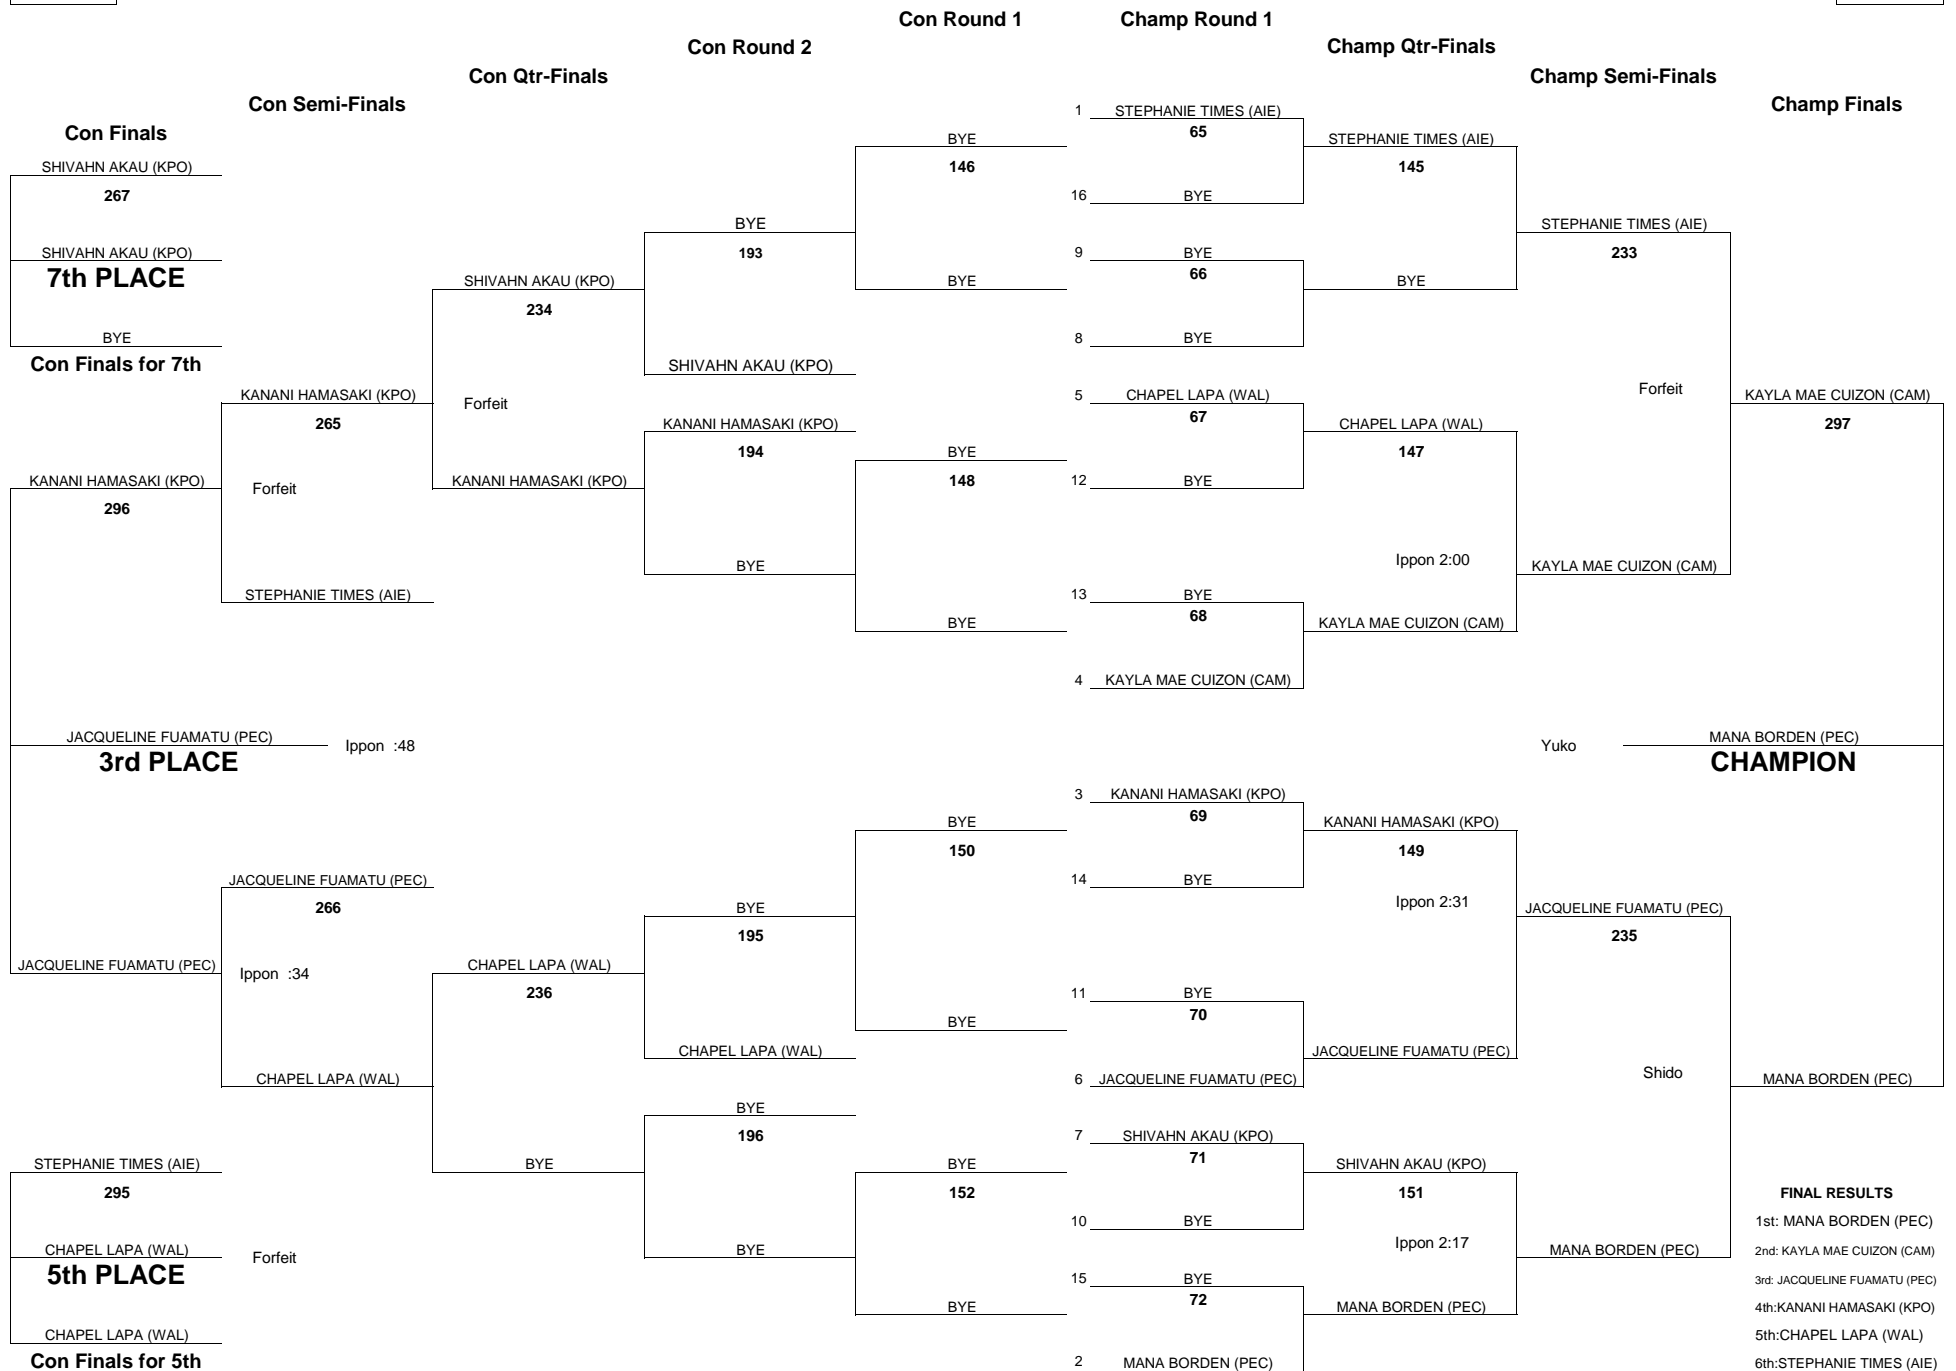 Con Round 1
Champ Round 1
Con Round 2
Champ Qtr-Finals
Con Qtr-Finals
Champ Semi-Finals
Con Semi-Finals
Champ Finals
Con Finals
SHIVAHN AKAU (KPO)
267
SHIVAHN AKAU (KPO)
7th PLACE
BYE
Con Finals for 7th
KANANI HAMASAKI (KPO)
296
JACQUELINE FUAMATU (PEC)
Ippon :48
3rd PLACE
JACQUELINE FUAMATU (PEC)
STEPHANIE TIMES (AIE)
295
CHAPEL LAPA (WAL)
Forfeit
5th PLACE
CHAPEL LAPA (WAL)
Con Finals for 5th
KANANI HAMASAKI (KPO)
265
Forfeit
STEPHANIE TIMES (AIE)
JACQUELINE FUAMATU (PEC)
266
Ippon :34
CHAPEL LAPA (WAL)
SHIVAHN AKAU (KPO)
234
Forfeit
KANANI HAMASAKI (KPO)
CHAPEL LAPA (WAL)
236
BYE
BYE
193
SHIVAHN AKAU (KPO)
KANANI HAMASAKI (KPO)
194
BYE
BYE
195
CHAPEL LAPA (WAL)
BYE
196
BYE
BYE
146
BYE
BYE
148
BYE
BYE
150
BYE
BYE
152
BYE
1 STEPHANIE TIMES (AIE)
65
16 BYE
9 BYE
66
8 BYE
5 CHAPEL LAPA (WAL)
67
12 BYE
13 BYE
68
4 KAYLA MAE CUIZON (CAM)
3 KANANI HAMASAKI (KPO)
69
14 BYE
11 BYE
70
6 JACQUELINE FUAMATU (PEC)
7 SHIVAHN AKAU (KPO)
71
10 BYE
15 BYE
72
2 MANA BORDEN (PEC)
STEPHANIE TIMES (AIE)
145
BYE
CHAPEL LAPA (WAL)
147
Ippon 2:00
KAYLA MAE CUIZON (CAM)
KANANI HAMASAKI (KPO)
149
Ippon 2:31
JACQUELINE FUAMATU (PEC)
SHIVAHN AKAU (KPO)
151
Ippon 2:17
MANA BORDEN (PEC)
STEPHANIE TIMES (AIE)
233
Forfeit
KAYLA MAE CUIZON (CAM)
JACQUELINE FUAMATU (PEC)
235
Shido
MANA BORDEN (PEC)
KAYLA MAE CUIZON (CAM)
297
Yuko
MANA BORDEN (PEC)
CHAMPION
MANA BORDEN (PEC)
FINAL RESULTS
1st: MANA BORDEN (PEC)
2nd: KAYLA MAE CUIZON (CAM)
3rd: JACQUELINE FUAMATU (PEC)
4th:KANANI HAMASAKI (KPO)
5th:CHAPEL LAPA (WAL)
6th:STEPHANIE TIMES (AIE)